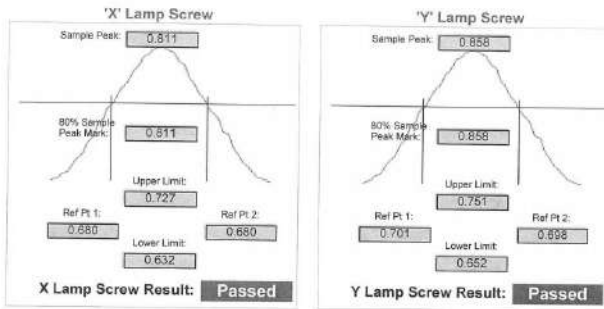 'X' Lamp Screw
Sample Peak: 0.811
80% Sample
Peak Mark: 0.811
Upper Limit:
0.727
Ref Pt 1: Ref Pt 2:
0.680 0.680
Lower Limit:
0.632
X Lamp Screw Result: Passed
'Y' Lamp Screw
Sample Peak: 0.858
80% Sample
Peak Mark: 0.858
Upper Limit:
0.751
Ref Pt 1: Ref Pt 2:
0.701 0.698
Lower Limit:
0.652
Y Lamp Screw Result: Passed